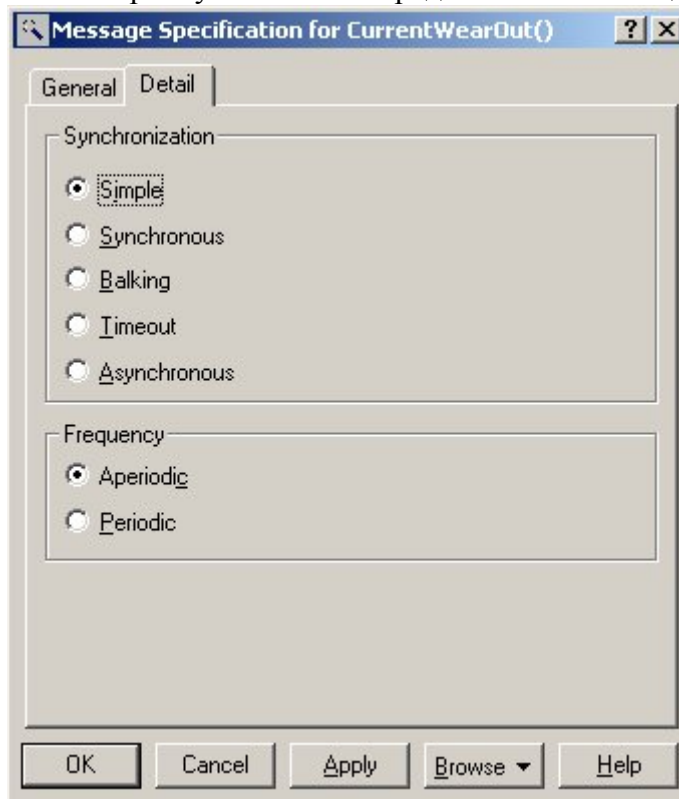 Message Specification for CurrentWearOut()
General Detail
Synchronization
Simple
Synchronous
Balking
Timeout
Asynchronous
Frequency
Aperiodic
Periodic
OK Cancel Apply Browse Help